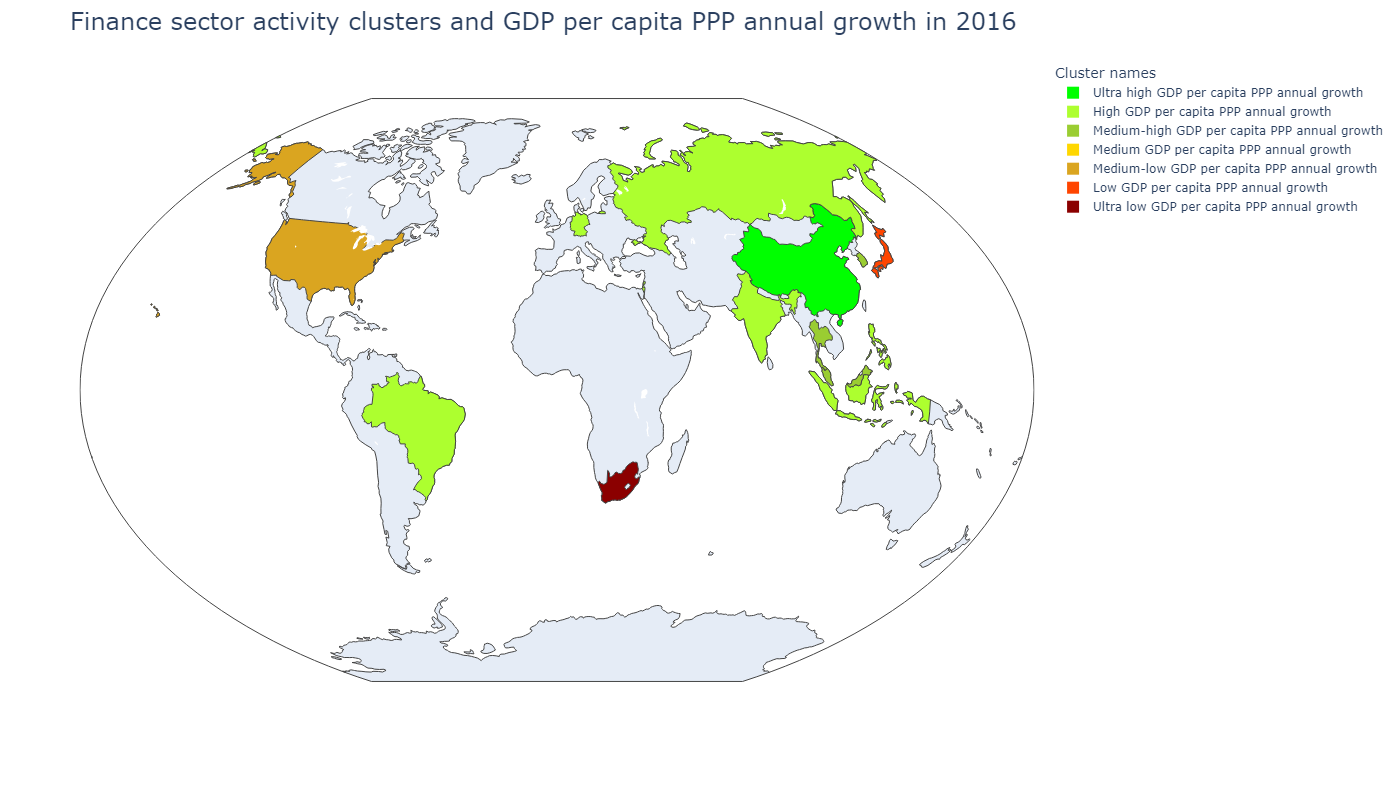 Finance sector activity clusters and GDP per capita PPP annual growth in 2016
Cluster names
Ultra high GDP per capita PPP annual growth
High GDP per capita PPP annual growth
Medium-high GDP per capita PPP annual growth
Medium GDP per capita PPP annual growth
Medium-low GDP per capita PPP annual growth
Low GDP per capita PPP annual growth
Ultra low GDP per capita PPP annual growth